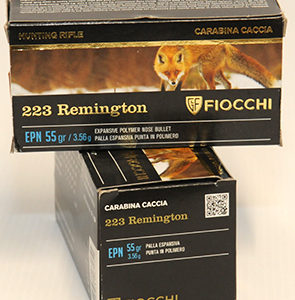 HUNTING RIFLE
CARABINA CACCIA
223 Remington
GF FIOCCHI
EPN 55 gr / 3.56 g
EXPANSIVE POLYMER NOSE BULLET
PALLA ESPANSIVA PUNTA IN POLIMERO
CARABINA CACCIA
223 Remington
EPN 55 gr
3.56 g
PALLA ESPANSIVA
PUNTA IN POLIMERO
FIOCCHI